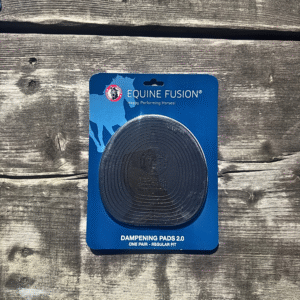 EQUINE FUSION®
Happy Performing Horses
DAMPENING PADS 2.0
ONE PAIR - REGULAR FIT